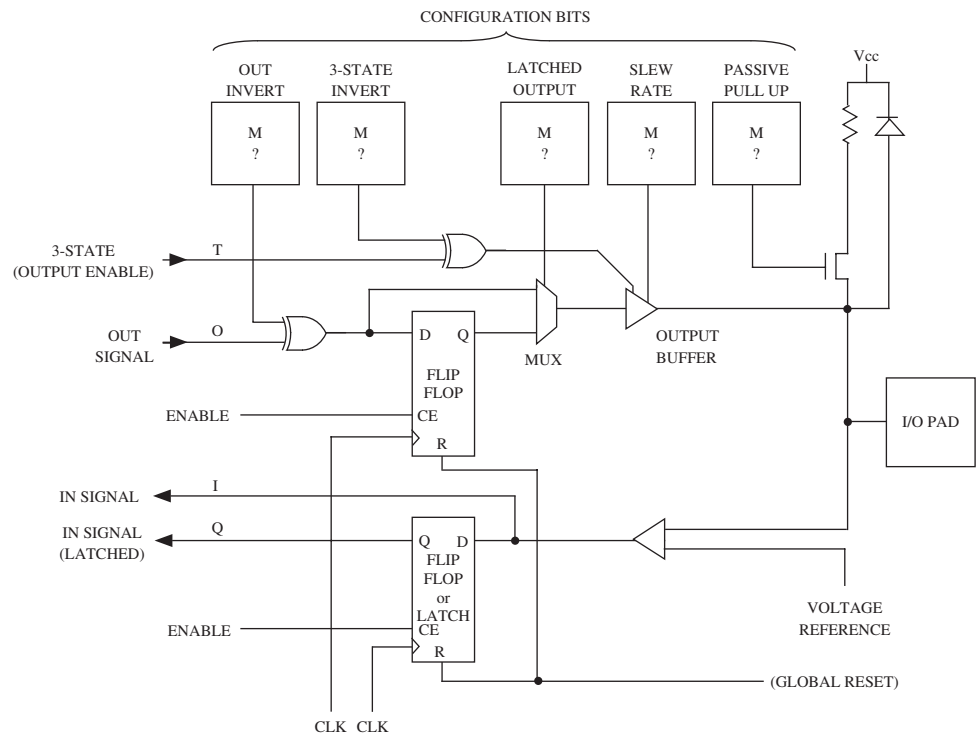 CONFIGURATION BITS
OUT
INVERT
3-STATE
INVERT
LATCHED
OUTPUT
SLEW
RATE
PASSIVE
PULL UP
Vcc
M
?
M
?
M
?
M
?
M
?
3-STATE
(OUTPUT ENABLE)
T
OUT
SIGNAL
O
D
Q
FLIP
FLOP
CE
R
MUX
OUTPUT
BUFFER
ENABLE
I/O PAD
IN SIGNAL
I
IN SIGNAL
(LATCHED)
Q
Q
D
FLIP
FLOP
or
LATCH
CE
R
ENABLE
VOLTAGE
REFERENCE
(GLOBAL RESET)
CLK
CLK